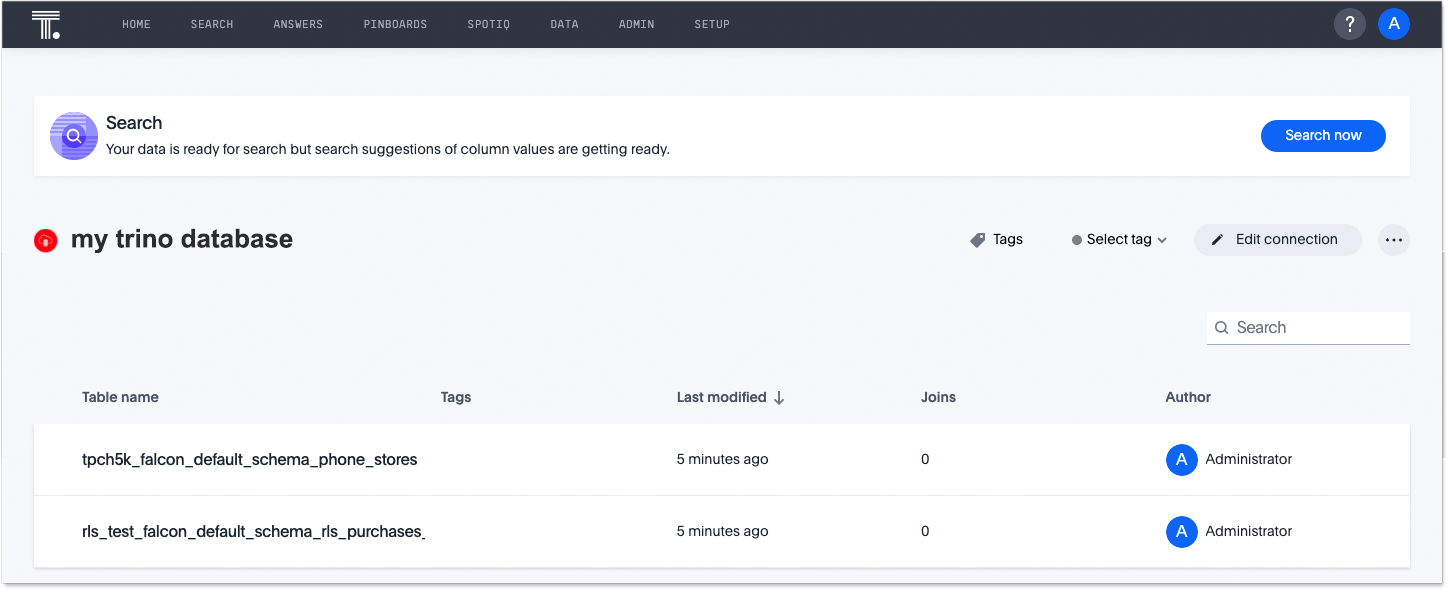 T. HOME SEARCH ANSWERS PINBOARDS SPOTIQ DATA ADMIN SETUP ? A
Search
Your data is ready for search but search suggestions of column values are getting ready.
Search now
my trino database Tags Select tag Edit connection ...
Search
Table name Tags Last modified Joins Author
tpch5k_falcon_default_schema_phone_stores 5 minutes ago 0 A Administrator
rls_test_falcon_default_schema_rls_purchases_ 5 minutes ago 0 A Administrator